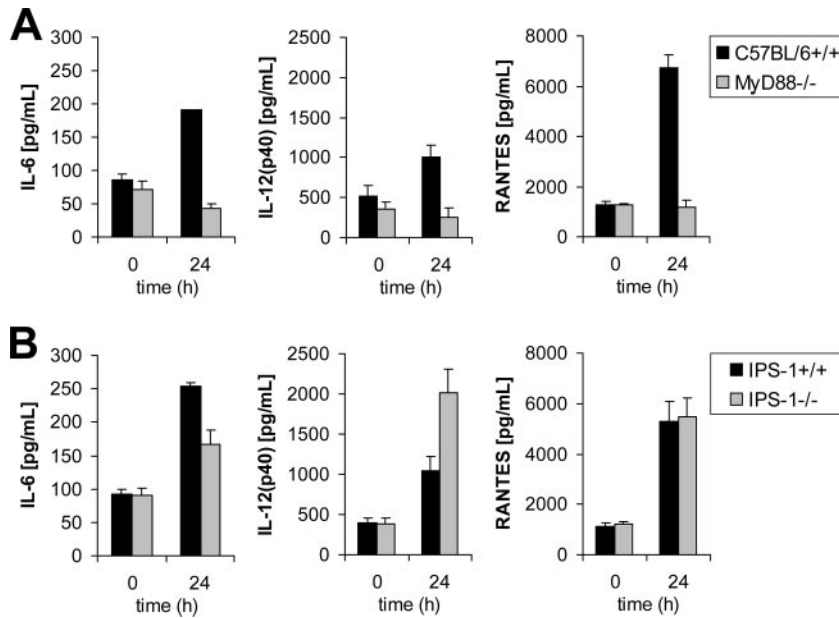 A
IL-6 [pg/mL]
300
250
200
150
100
50
0
0 24
time (h)
IL-12(p40) [pg/mL]
2500
2000
1500
1000
500
0
0 24
time (h)
RANTES [pg/mL]
8000
6000
4000
2000
0
0 24
time (h)
C57BL/6+/+
MyD88-/-
B
IL-6 [pg/mL]
300
250
200
150
100
50
0
0 24
time (h)
IL-12(p40) [pg/mL]
2500
2000
1500
1000
500
0
0 24
time (h)
RANTES [pg/mL]
8000
6000
4000
2000
0
0 24
time (h)
IPS-1+/+
IPS-1-/-